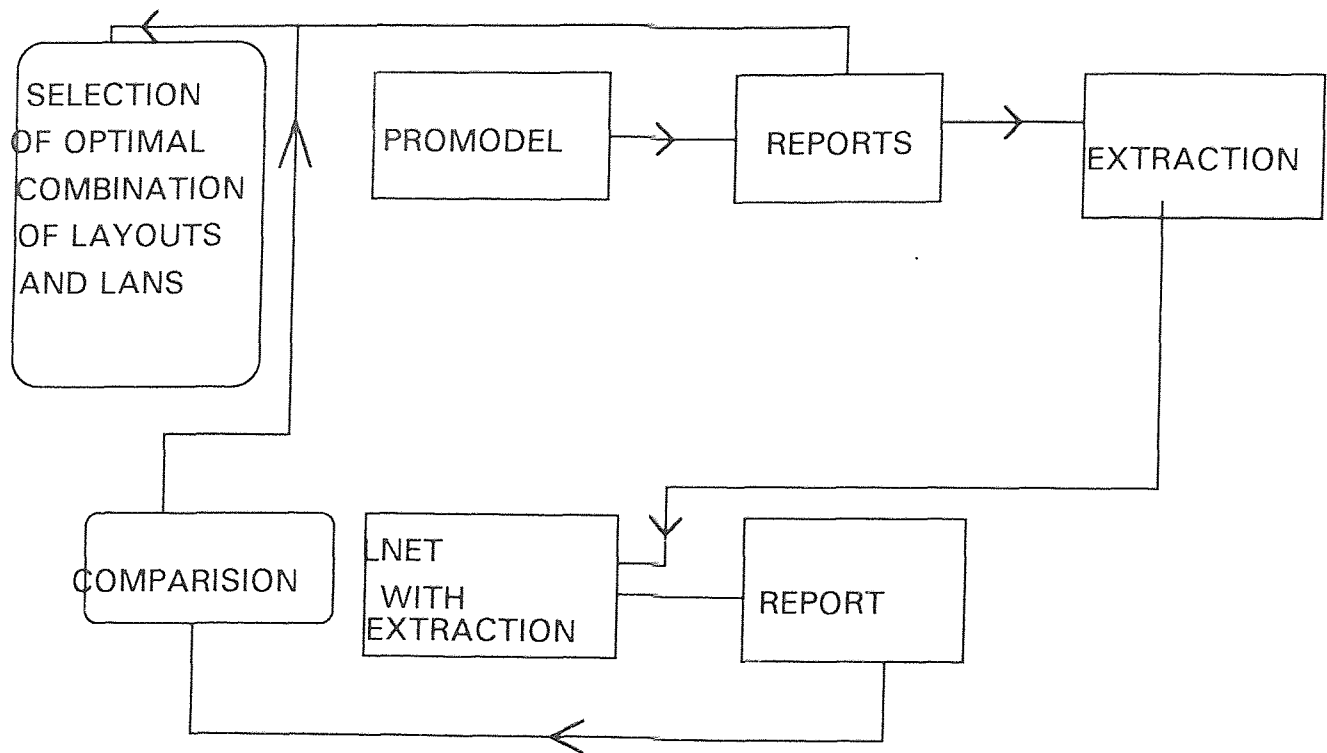 SELECTION
OF OPTIMAL
COMBINATION
OF LAYOUTS
AND LANS
PROMODEL
REPORTS
EXTRACTION
COMPARISION
LNET
WITH
EXTRACTION
REPORT